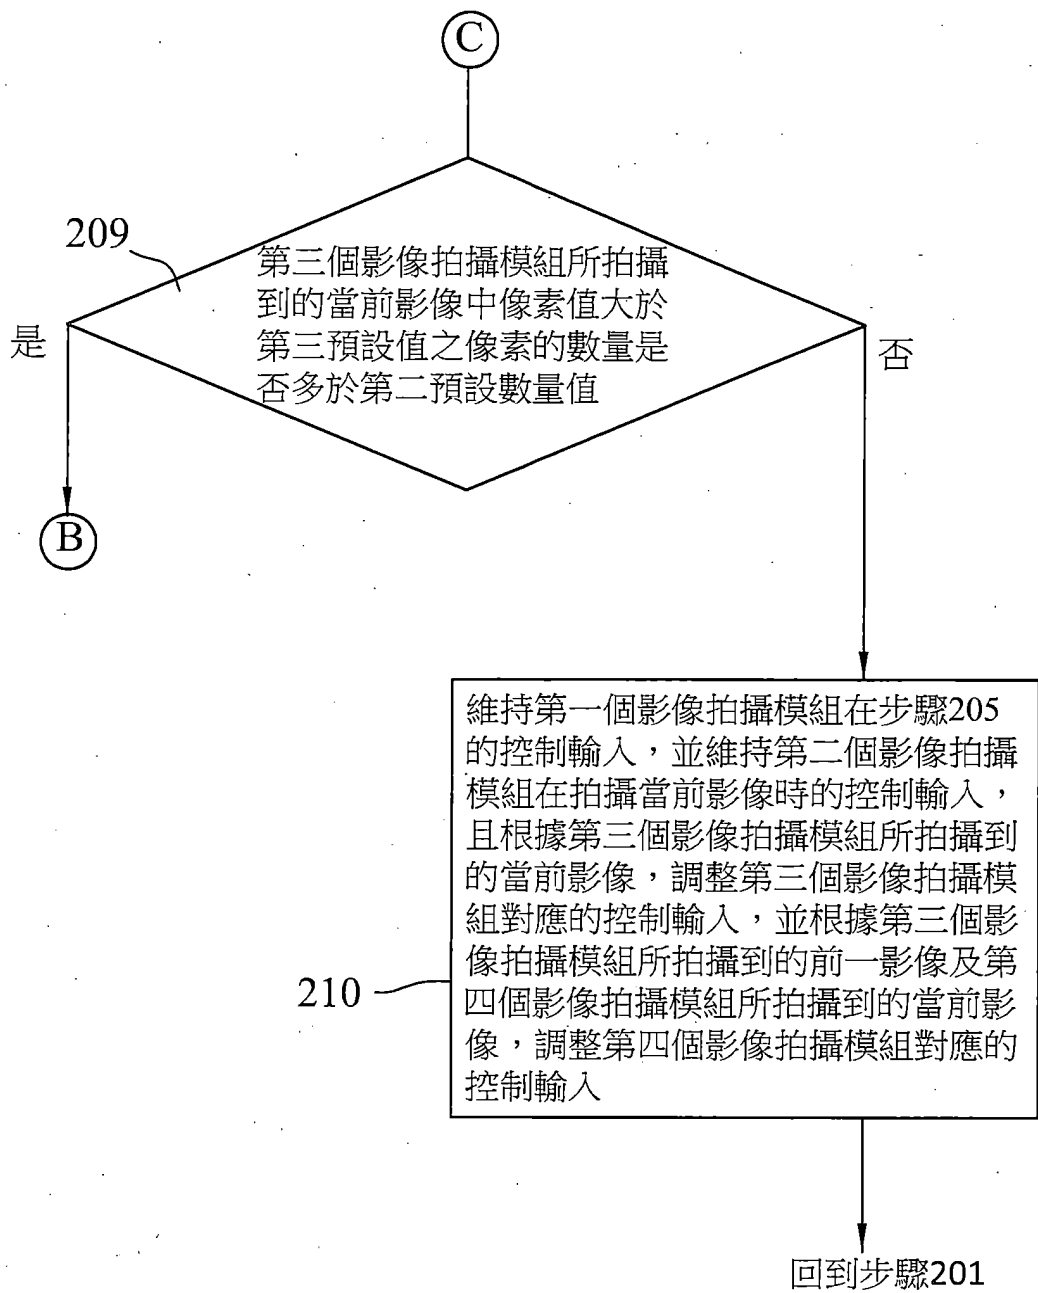 C
209
第三個影像拍攝模組所拍攝
到的當前影像中像素值大於
第三預設值之像素的數量是
否多於第二預設數量值
是
否
B
維持第一個影像拍攝模組在步驟205
的控制輸入，並維持第二個影像拍攝
模組在拍攝當前影像時的控制輸入，
且根據第三個影像拍攝模組所拍攝到
的當前影像，調整第三個影像拍攝模
組對應的控制輸入，並根據第三個影
像拍攝模組所拍攝到的前一影像及第
四個影像拍攝模組所拍攝到的當前影
像，調整第四個影像拍攝模組對應的
控制輸入
210
回到步驟201